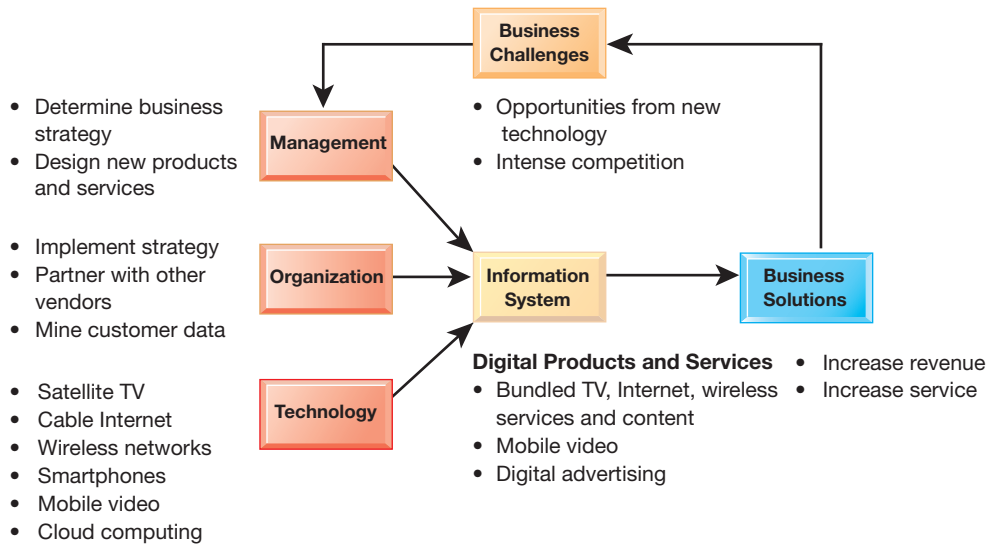 Business
Challenges
• Opportunities from new
technology
• Intense competition
• Determine business
strategy
• Design new products
and services
Management
• Implement strategy
• Partner with other
vendors
• Mine customer data
Organization
Information
System
Business
Solutions
• Satellite TV
• Cable Internet
• Wireless networks
• Smartphones
• Mobile video
• Cloud computing
Technology
Digital Products and Services
• Bundled TV, Internet, wireless
services and content
• Mobile video
• Digital advertising
• Increase revenue
• Increase service